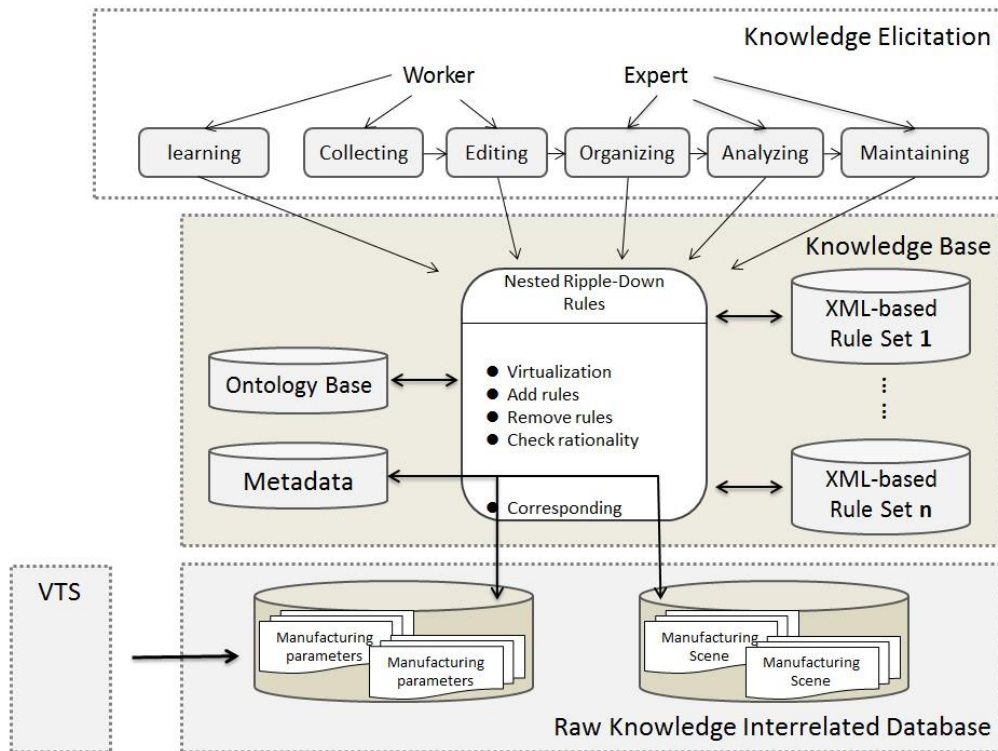 Knowledge Elicitation
Worker
Expert
learning
Collecting
Editing
Organizing
Analyzing
Maintaining
Knowledge Base
Nested Ripple-Down
Rules
● Virtualization
● Add rules
● Remove rules
● Check rationality
● Corresponding
Ontology Base
Metadata
XML-based
Rule Set 1
XML-based
Rule Set n
VTS
Manufacturing
parameters
Manufacturing
parameters
Manufacturing
Scene
Manufacturing
Scene
Raw Knowledge Interrelated Database